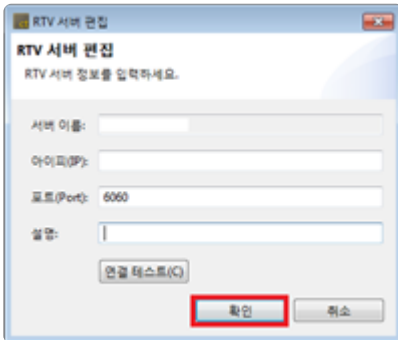 RTV 서버 편집
RTV 서버 편집
RTV 서버 정보를 입력하세요.
서버 이름:
아이피(IP):
포트(Port): 6060
설명:
연결 테스트(C)
확인 취소